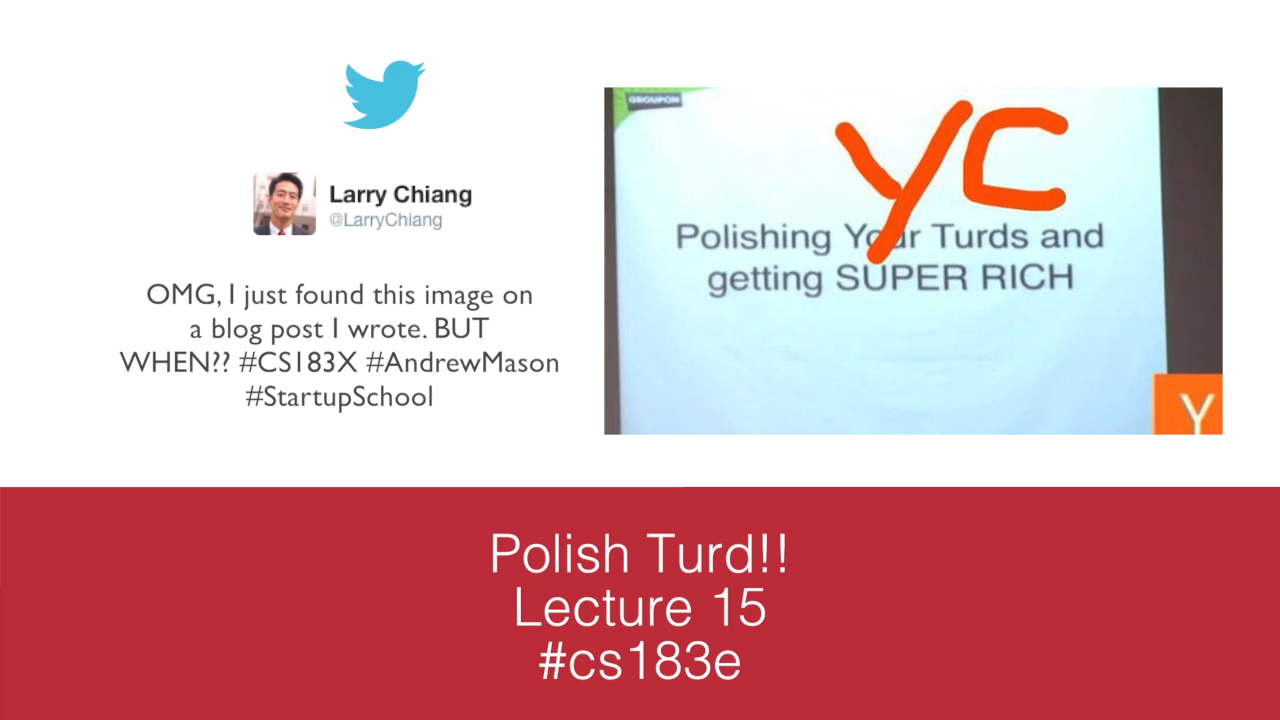 Larry Chiang
@LarryChiang
OMG, I just found this image on
a blog post I wrote. BUT
WHEN?? #CS183X #AndrewMason
#StartupSchool
GROUPON
YC
Polishing Your Turds and
getting SUPER RICH
Y
Polish Turd!!
Lecture 15
#cs183e